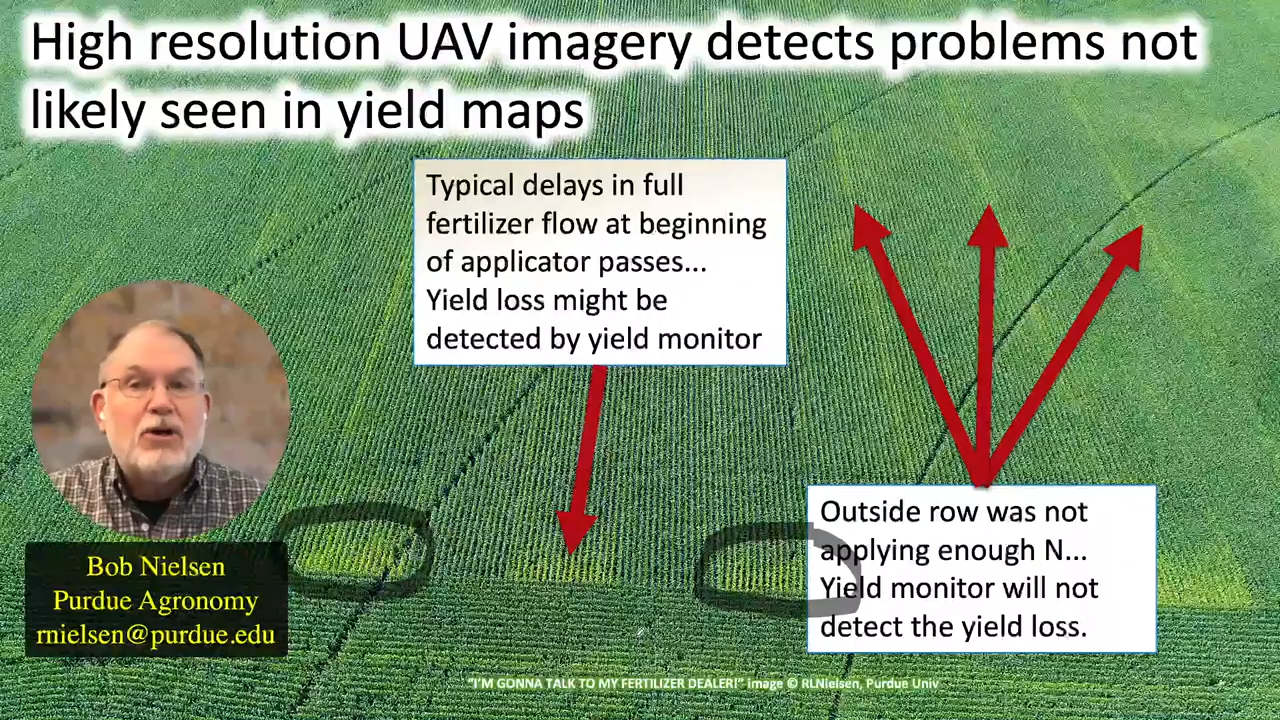 High resolution UAV imagery detects problems not
likely seen in yield maps
Typical delays in full
fertilizer flow at beginning
of applicator passes...
Yield loss might be
detected by yield monitor
Outside row was not
applying enough N...
Yield monitor will not
detect the yield loss.
Bob Nielsen
Purdue Agronomy
rnielsen@purdue.edu
"I'M GONNA TALK TO MY FERTILIZER DEALER!" image © RLNielsen, Purdue Univ